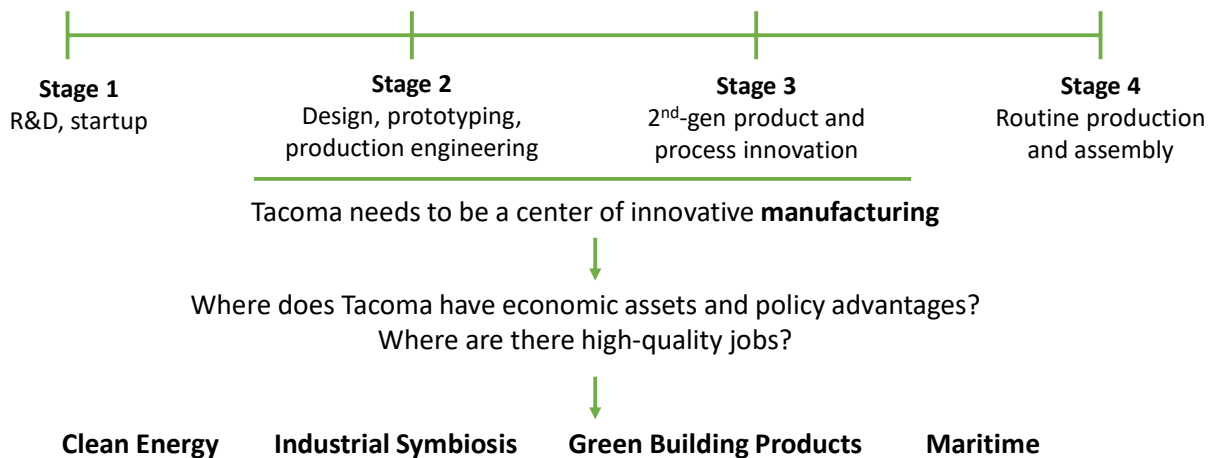 Stage 1
R&D, startup
Stage 2
Design, prototyping,
production engineering
Stage 3
2nd-gen product and
process innovation
Stage 4
Routine production
and assembly
Tacoma needs to be a center of innovative manufacturing
Where does Tacoma have economic assets and policy advantages?
Where are there high-quality jobs?
Clean Energy Industrial Symbiosis Green Building Products Maritime